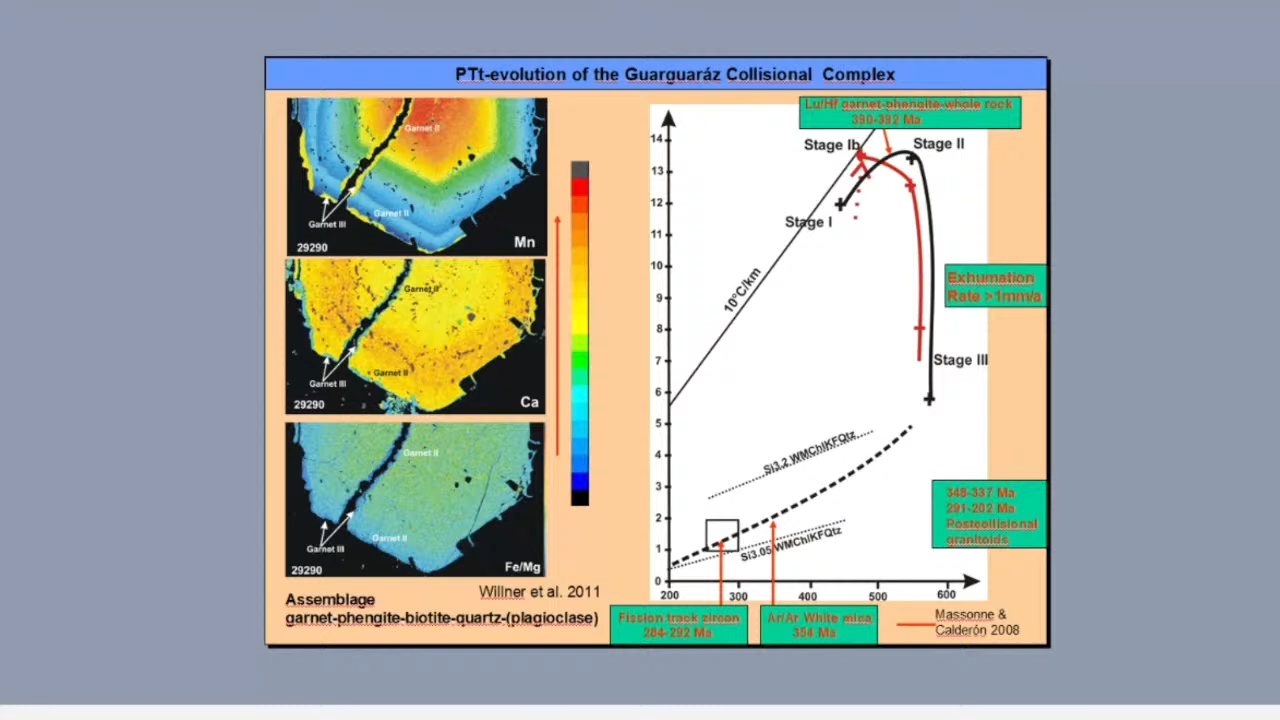 PTt-evolution of the Guarguaráz Collisional Complex
Garnet II
Garnet II
Garnet III
29290
Mn
Garnet II
Garnet II
Garnet III
29290
Ca
Garnet II
Garnet II
Garnet III
29290
Fe/Mg
Willner et al. 2011
Assemblage
garnet-phengite-biotite-quartz-(plagioclase)
Lu/Hf garnet-phengite-whole rock
390-392 Ma
Stage Ib
Stage II
Stage I
10°C/km
Exhumation
Rate >1mm/a
Stage III
Si3.2 WMChlKFQtz
Si3.05 WMChlKFQtz
348-337 Ma
291-202 Ma
Postcollisional
granitoids
14
13
12
11
10
9
8
7
6
5
4
3
2
1
0
200 300 400 500 600
Fission track zircon
284-292 Ma
Ar/Ar White mica
354 Ma
Massonne &
Calderón 2008